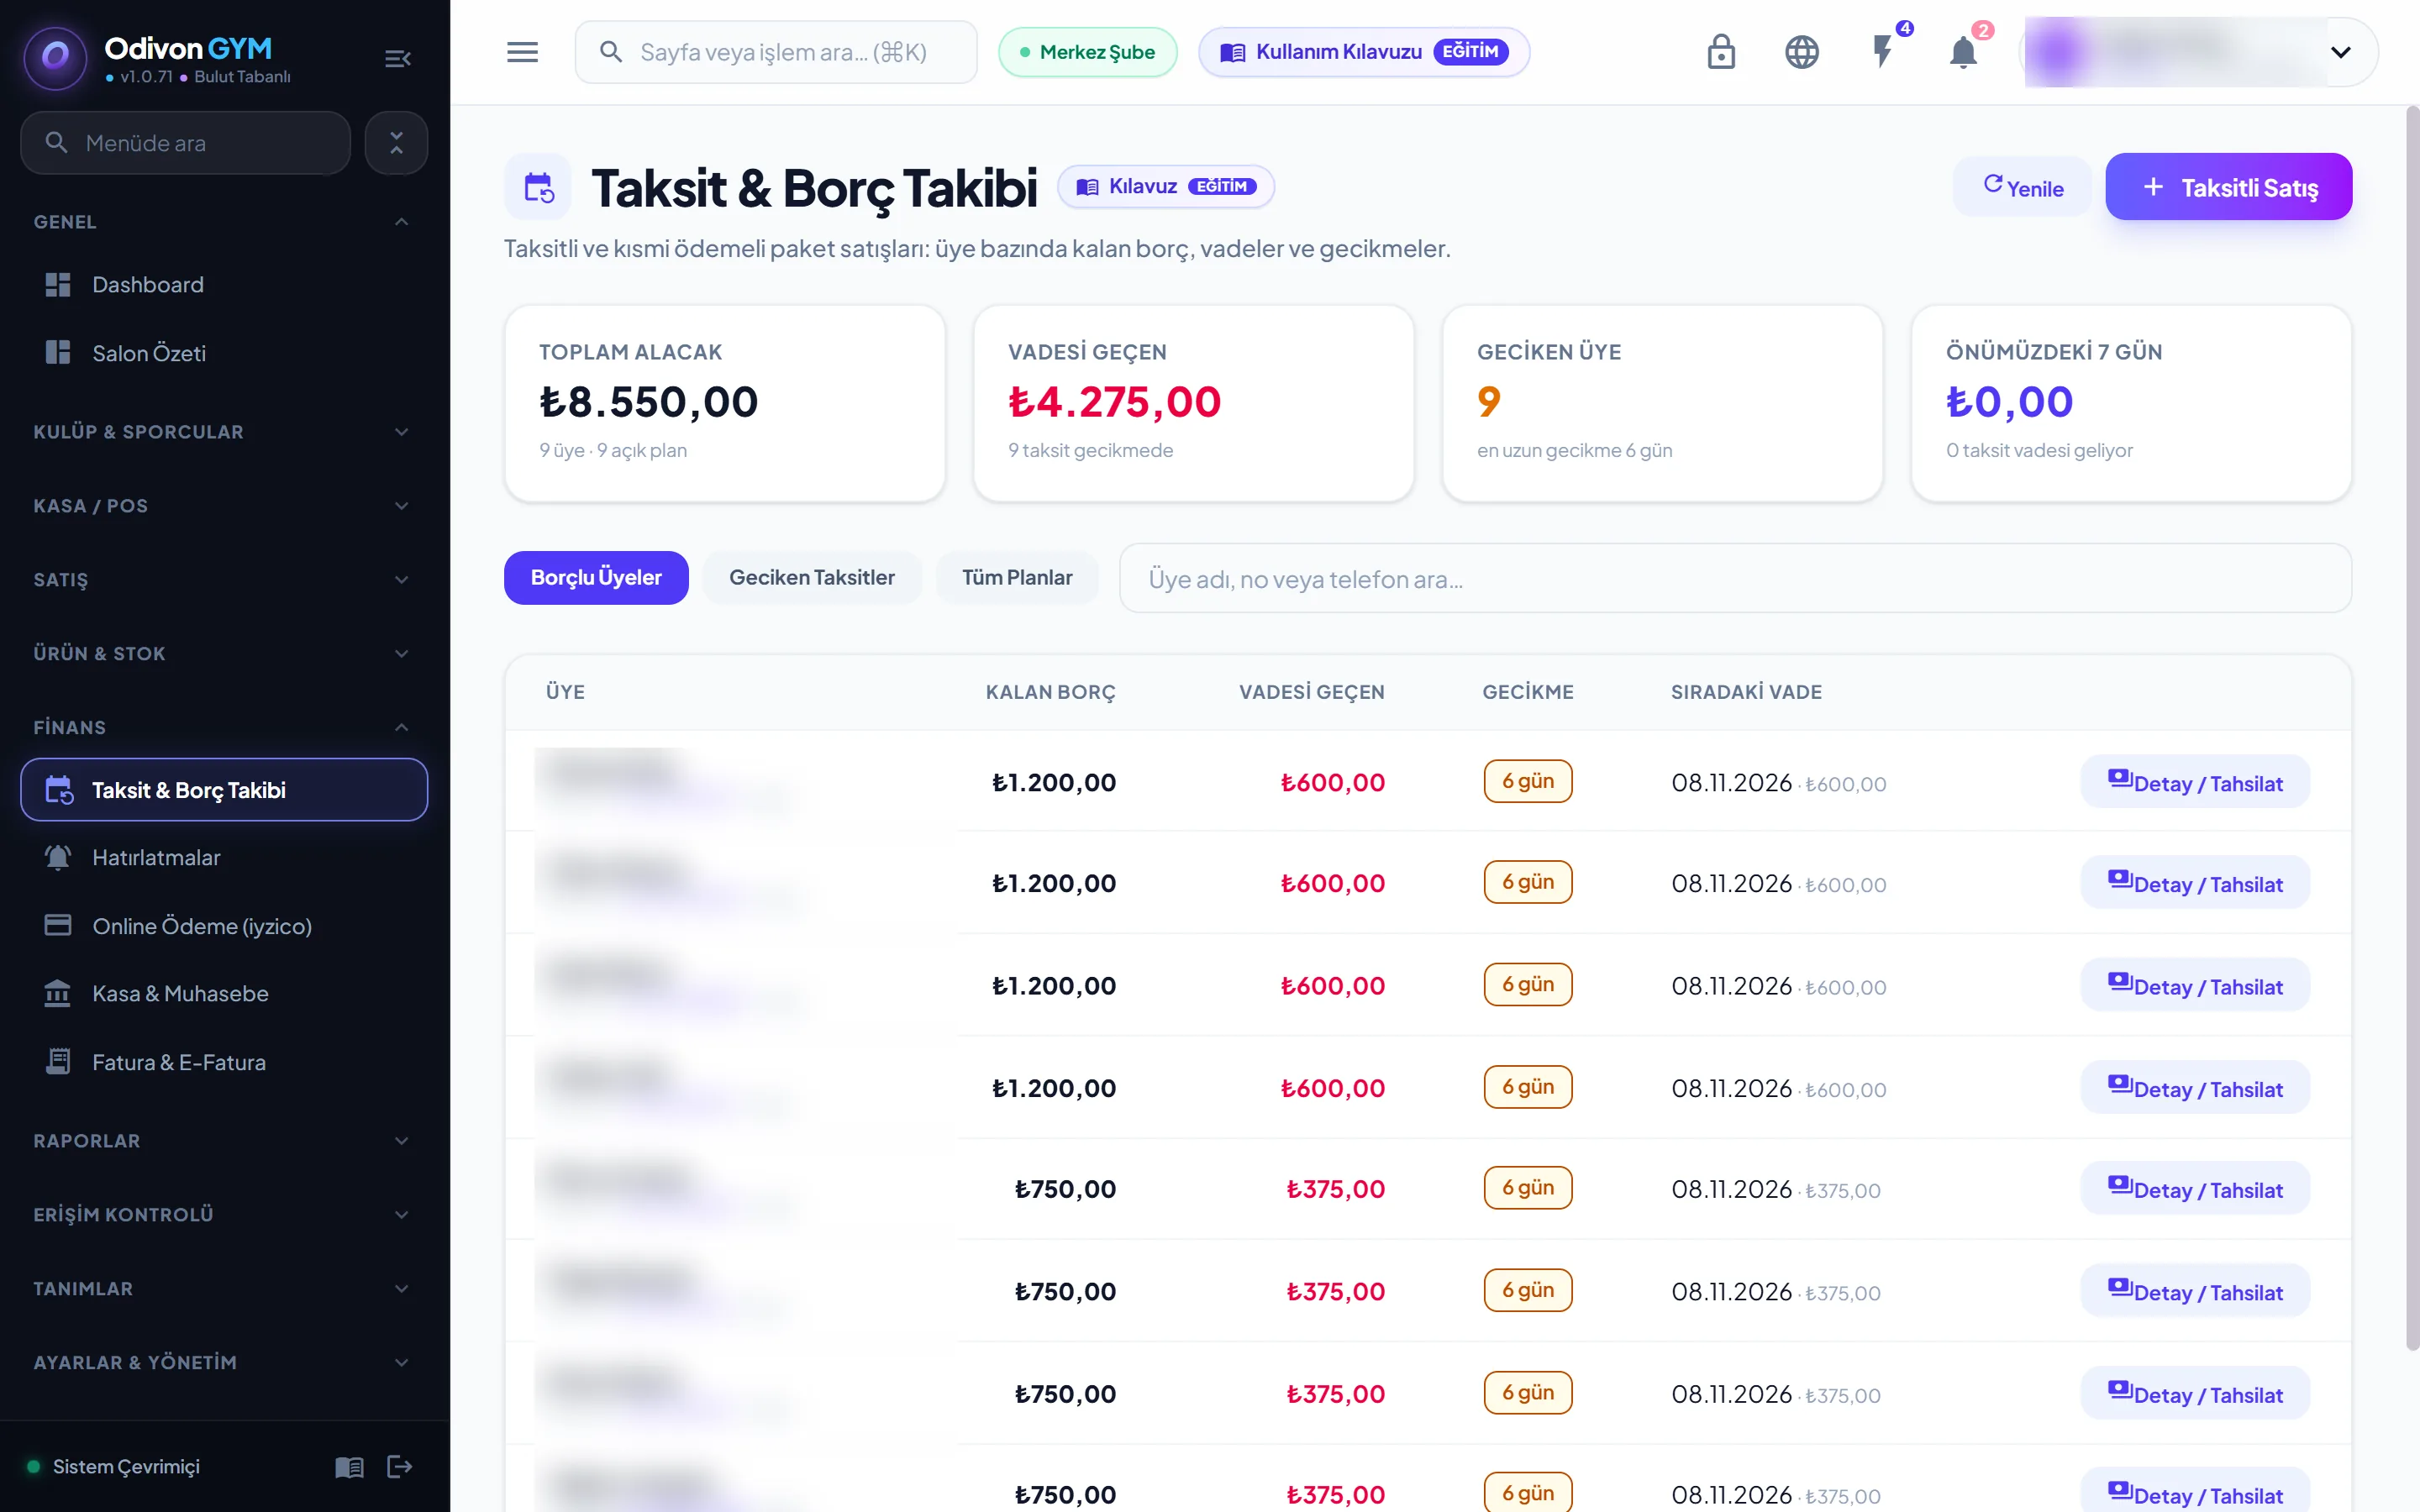 Odivon GYM
v1.0.71 • Bulut Tabanlı
Menüde ara
GENEL
Dashboard
Salon Özeti
KULÜP & SPORCULAR
KASA / POS
SATIŞ
ÜRÜN & STOK
FİNANS
Taksit & Borç Takibi
Hatırlatmalar
Online Ödeme (iyzico)
Kasa & Muhasebe
Fatura & E-Fatura
RAPORLAR
ERİŞİM KONTROLÜ
TANIMLAR
AYARLAR & YÖNETİM
Sistem Çevrimiçi
Sayfa veya işlem ara... (⌘K)
Merkez Şube
Kullanım Kılavuzu EĞİTİM
4
2
Taksit & Borç Takibi
Kılavuz EĞİTİM
Yenile
+ Taksitli Satış
Taksitli ve kısmi ödemeli paket satışları: üye bazında kalan borç, vadeler ve gecikmeler.
TOPLAM ALACAK
₺8.550,00
9 üye · 9 açık plan
VADESİ GEÇEN
₺4.275,00
9 taksit gecikmede
GECİKEN ÜYE
9
en uzun gecikme 6 gün
ÖNÜMÜZDEKİ 7 GÜN
₺0,00
0 taksit vadesi geliyor
Borçlu Üyeler
Geciken Taksitler
Tüm Planlar
Üye adı, no veya telefon ara...
ÜYE KALAN BORÇ VADESİ GEÇEN GECİKME SIRADAKİ VADE
₺1.200,00 ₺600,00 6 gün 08.11.2026 · ₺600,00 Detay / Tahsilat
₺1.200,00 ₺600,00 6 gün 08.11.2026 · ₺600,00 Detay / Tahsilat
₺1.200,00 ₺600,00 6 gün 08.11.2026 · ₺600,00 Detay / Tahsilat
₺1.200,00 ₺600,00 6 gün 08.11.2026 · ₺600,00 Detay / Tahsilat
₺750,00 ₺375,00 6 gün 08.11.2026 · ₺375,00 Detay / Tahsilat
₺750,00 ₺375,00 6 gün 08.11.2026 · ₺375,00 Detay / Tahsilat
₺750,00 ₺375,00 6 gün 08.11.2026 · ₺375,00 Detay / Tahsilat
₺750,00 ₺375,00 6 gün 08.11.2026 · ₺375,00 Detay / Tahsilat